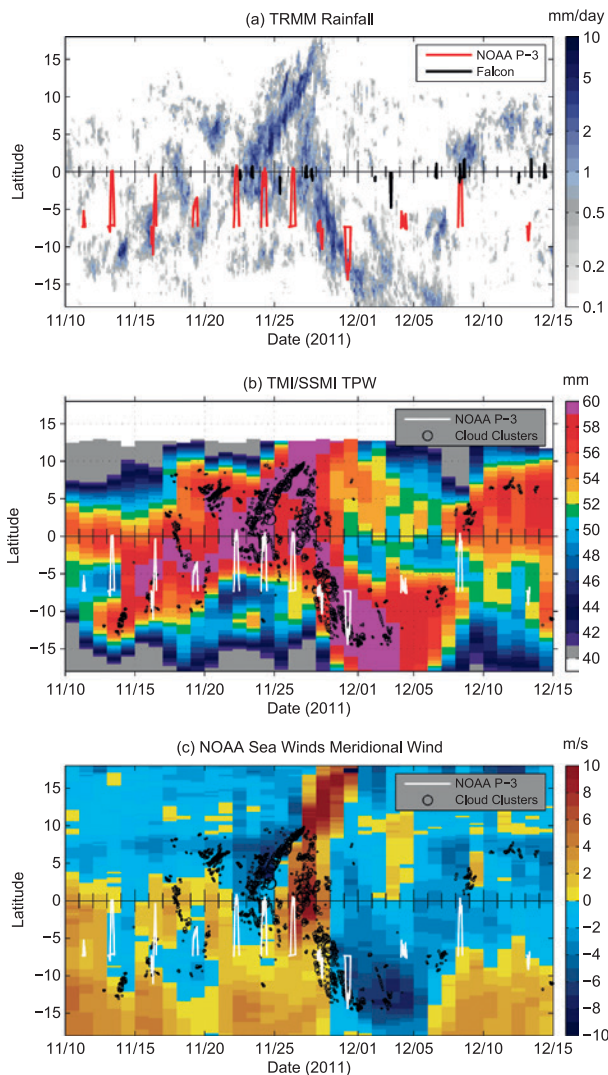 (a) TRMM Rainfall
mm/day
NOAA P−3
Falcon
15
10
5
0
−5
−10
−15
Latitude
11/10 11/15 11/20 11/25 12/01 12/05 12/10 12/15
Date (2011)
10
5
2
1
0.5
0.2
0.1
(b) TMI/SSMI TPW
mm
NOAA P−3
Cloud Clusters
15
10
5
0
−5
−10
−15
Latitude
11/10 11/15 11/20 11/25 12/01 12/05 12/10 12/15
Date (2011)
60
58
56
54
52
50
48
46
44
42
40
40
(c) NOAA Sea Winds Meridional Wind
m/s
NOAA P−3
Cloud Clusters
15
10
5
0
−5
−10
−15
Latitude
11/10 11/15 11/20 11/25 12/01 12/05 12/10 12/15
Date (2011)
10
8
6
4
2
0
−2
−4
−6
−8
−10